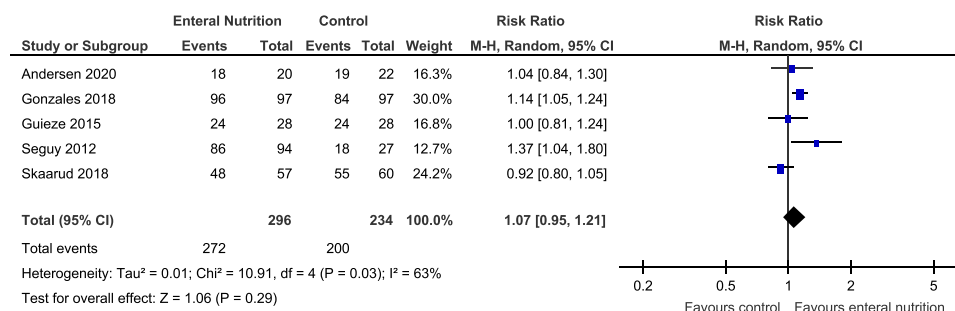 Enteral Nutrition Control Risk Ratio Risk Ratio
Study or Subgroup Events Total Events Total Weight M-H, Random, 95% CI M-H, Random, 95% CI
Andersen 2020 18 20 19 22 16.3% 1.04 [0.84, 1.30]
Gonzales 2018 96 97 84 97 30.0% 1.14 [1.05, 1.24]
Guieze 2015 24 28 24 28 16.8% 1.00 [0.81, 1.24]
Seguy 2012 86 94 18 27 12.7% 1.37 [1.04, 1.80]
Skaarud 2018 48 57 55 60 24.2% 0.92 [0.80, 1.05]
Total (95% CI) 296 234 100.0% 1.07 [0.95, 1.21]
Total events 272 200
Heterogeneity: Tau² = 0.01; Chi² = 10.91, df = 4 (P = 0.03); I² = 63%
Test for overall effect: Z = 1.06 (P = 0.29)
0.2 0.5 1 2 5
Favours control Favours enteral nutrition